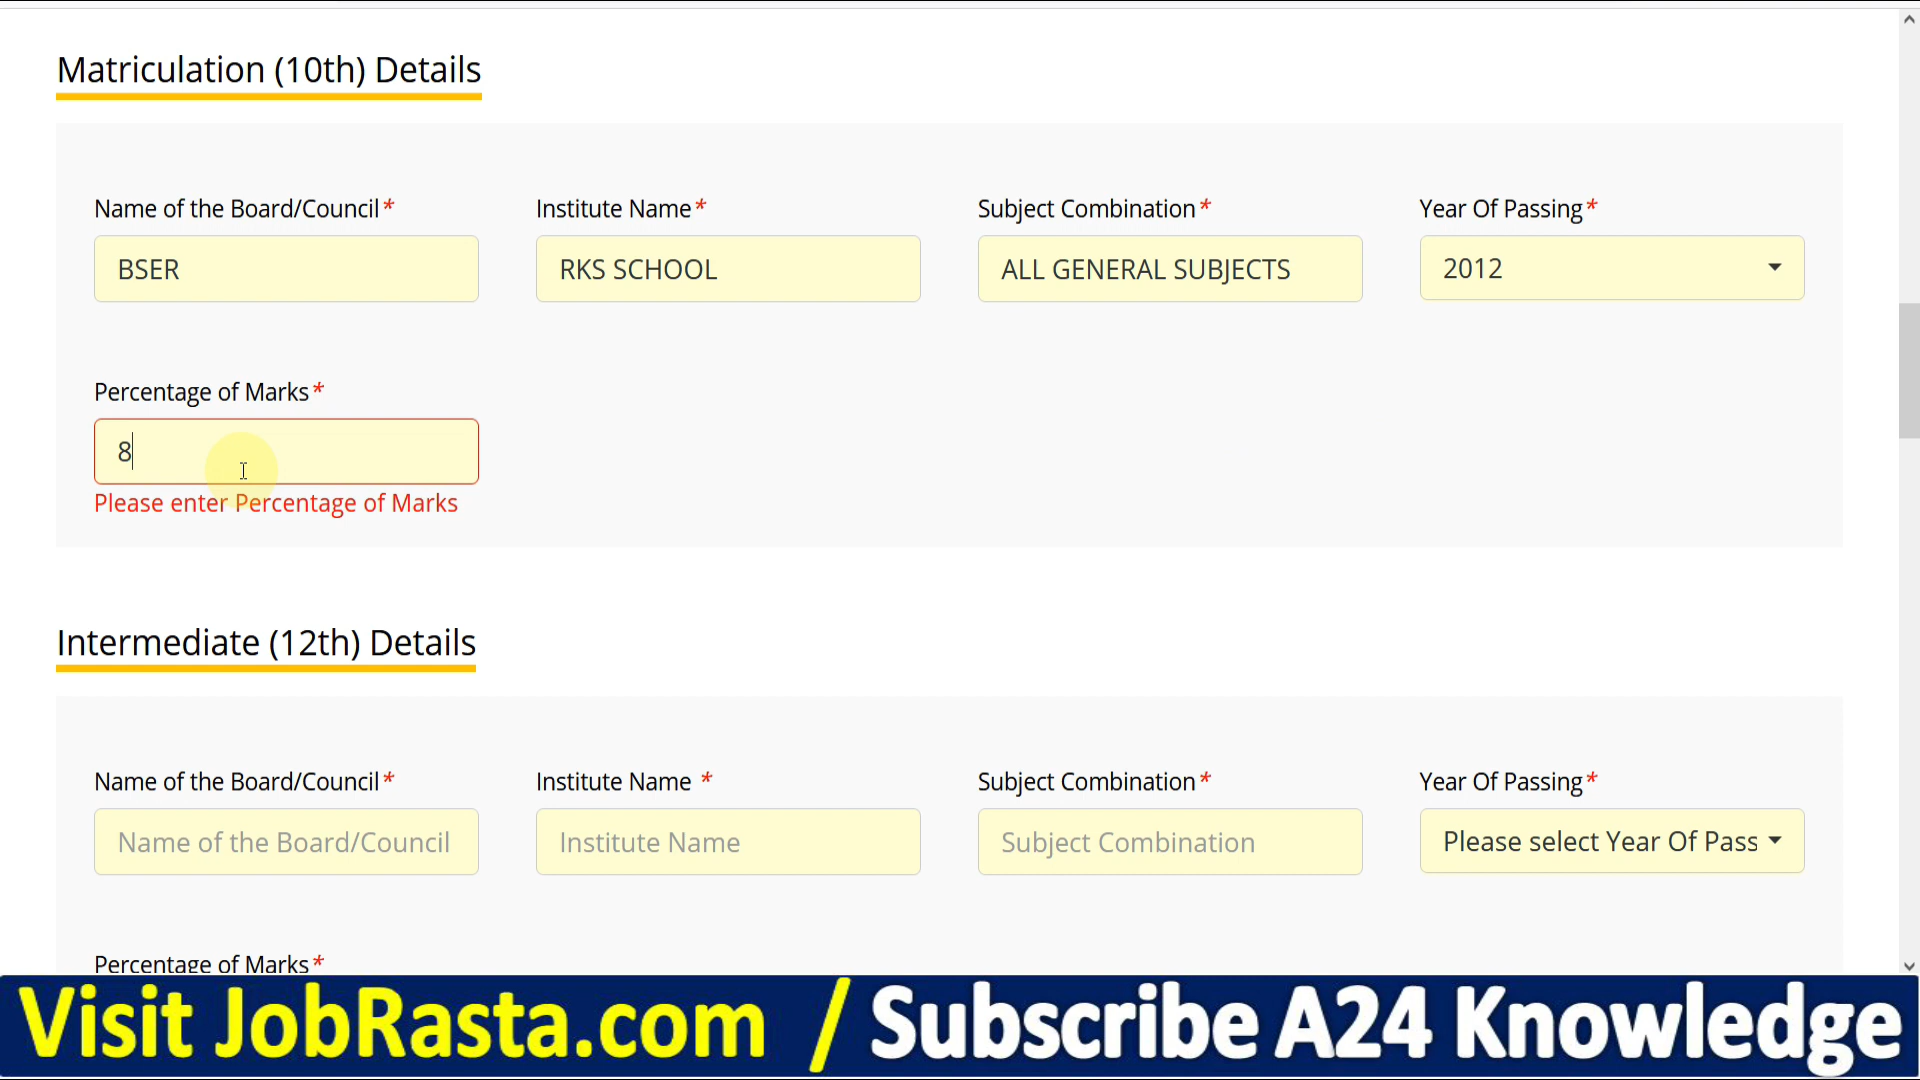 Matriculation (10th) Details
Name of the Board/Council*
Institute Name*
Subject Combination*
Year Of Passing*
BSER
RKS SCHOOL
ALL GENERAL SUBJECTS
2012
Percentage of Marks*
8
Please enter Percentage of Marks
Intermediate (12th) Details
Name of the Board/Council*
Institute Name *
Subject Combination*
Year Of Passing*
Name of the Board/Council
Institute Name
Subject Combination
Please select Year Of Pass
Percentage of Marks*
Visit JobRasta.com / Subscribe A24 Knowledge